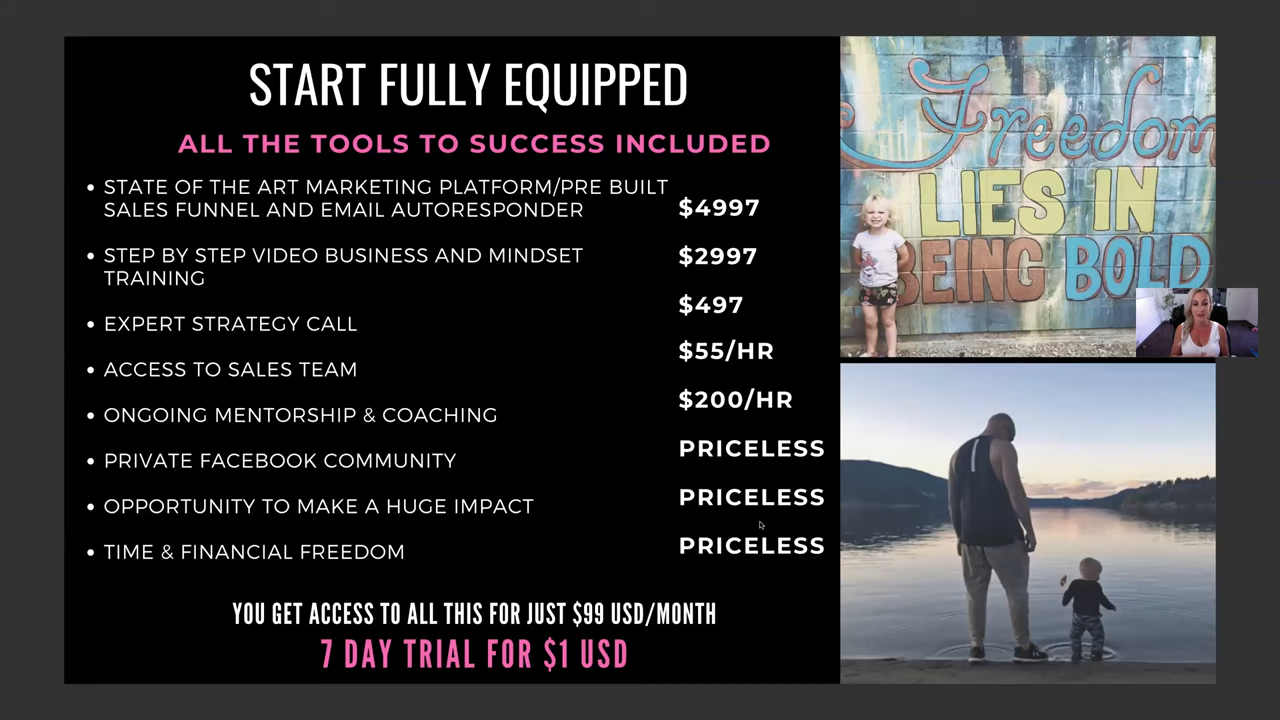 START FULLY EQUIPPED
ALL THE TOOLS TO SUCCESS INCLUDED
• STATE OF THE ART MARKETING PLATFORM/PRE BUILT
SALES FUNNEL AND EMAIL AUTORESPONDER
$4997
• STEP BY STEP VIDEO BUSINESS AND MINDSET
TRAINING
$2997
• EXPERT STRATEGY CALL
$497
• ACCESS TO SALES TEAM
$55/HR
• ONGOING MENTORSHIP & COACHING
$200/HR
• PRIVATE FACEBOOK COMMUNITY
PRICELESS
• OPPORTUNITY TO MAKE A HUGE IMPACT
PRICELESS
• TIME & FINANCIAL FREEDOM
PRICELESS
YOU GET ACCESS TO ALL THIS FOR JUST $99 USD/MONTH
7 DAY TRIAL FOR $1 USD
Freedom
LIES IN
BEING BOLD